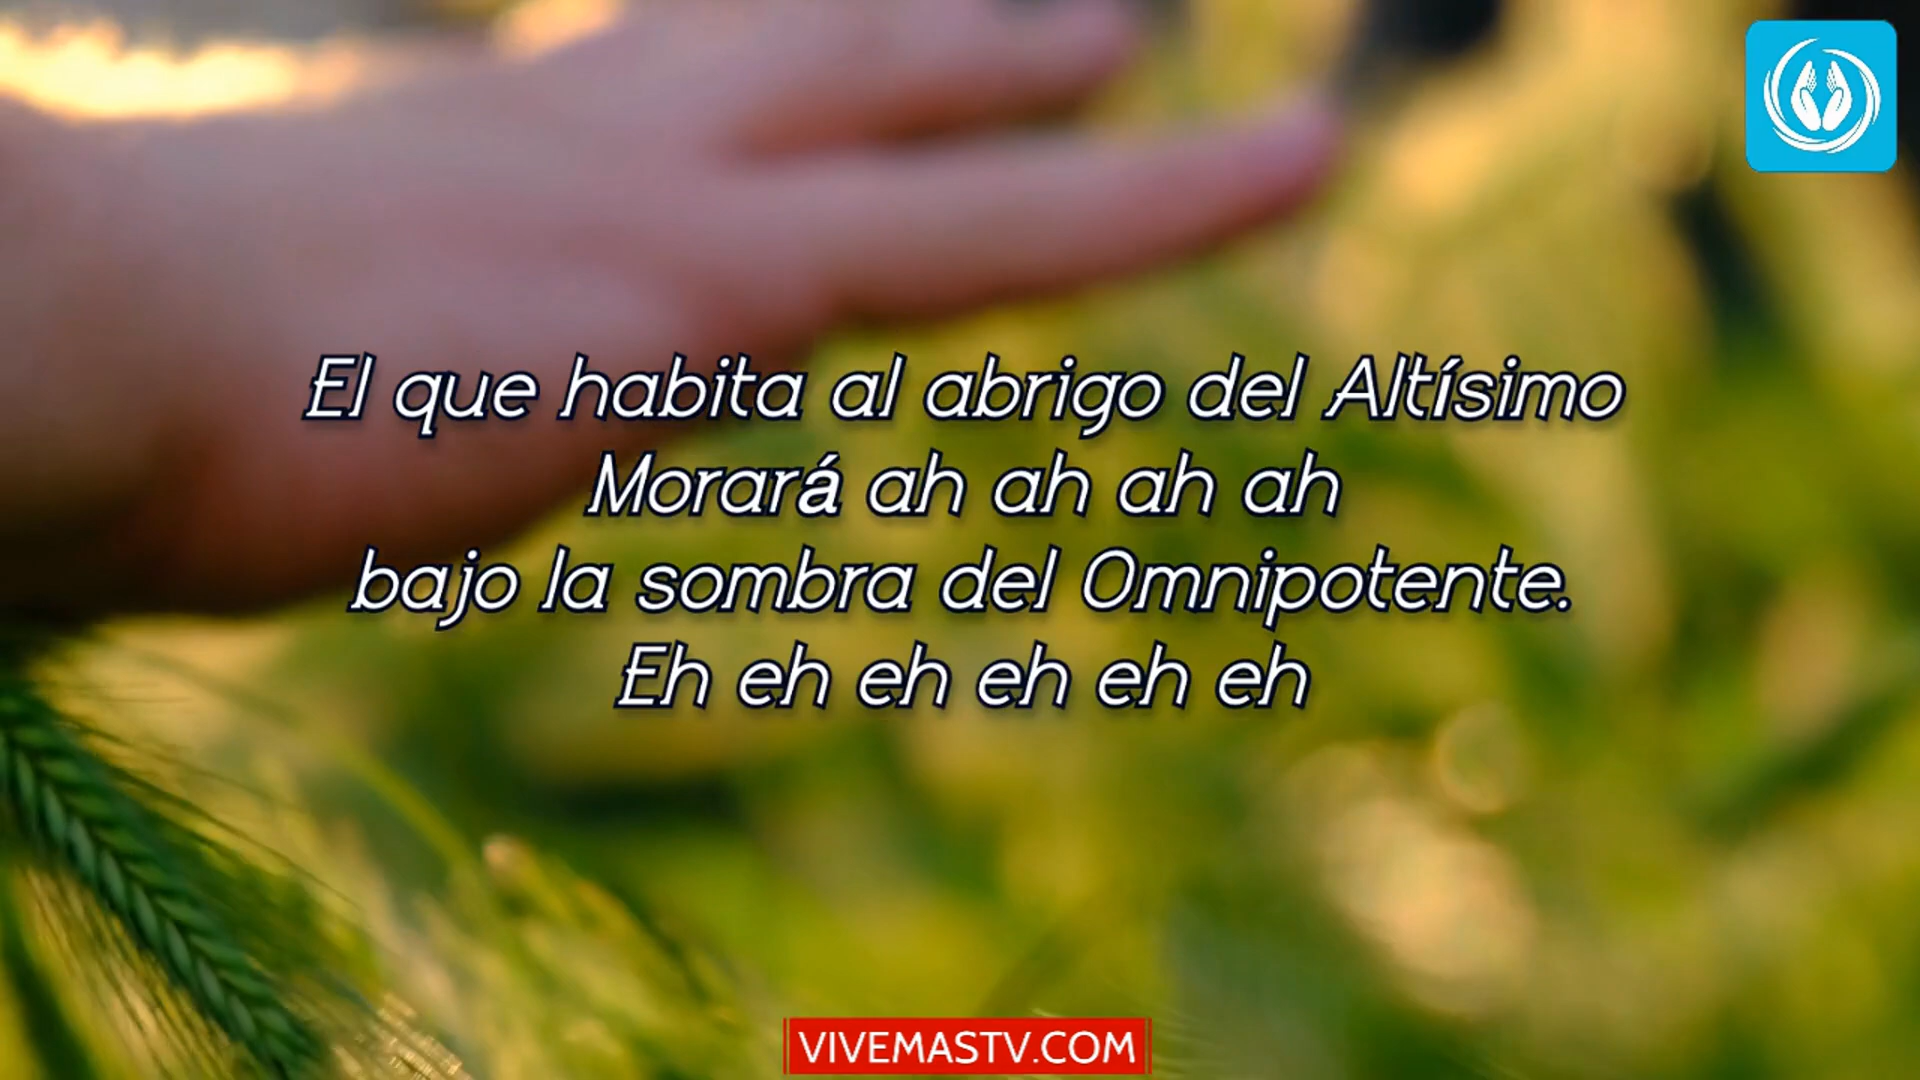 El que habita al abrigo del Altísimo
Morará ah ah ah ah
bajo la sombra del Omnipotente.
Eh eh eh eh eh eh
VIVEMASTV.COM